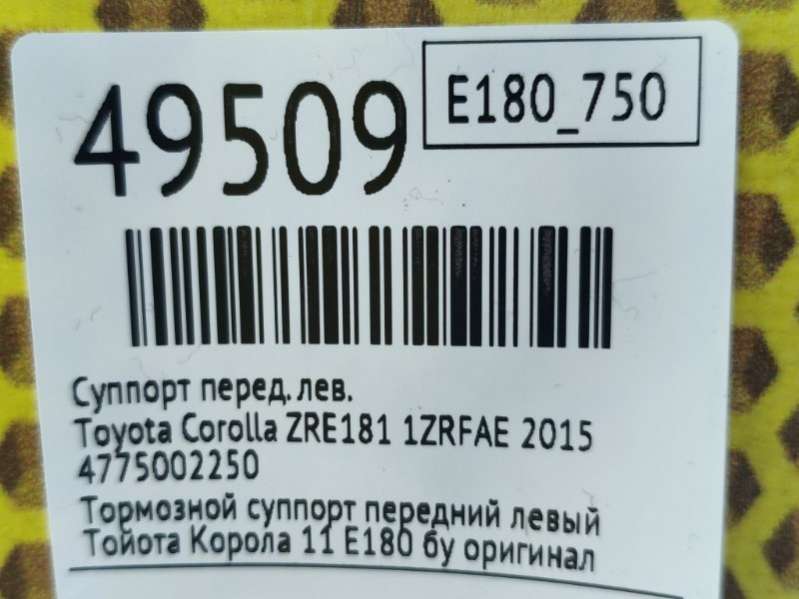 49509
E180_750
Суппорт перед. лев.
Toyota Corolla ZRE181 1ZRFAE 2015
4775002250
Тормозной суппорт передний левый
Тойота Корола 11 Е180 бу оригинал